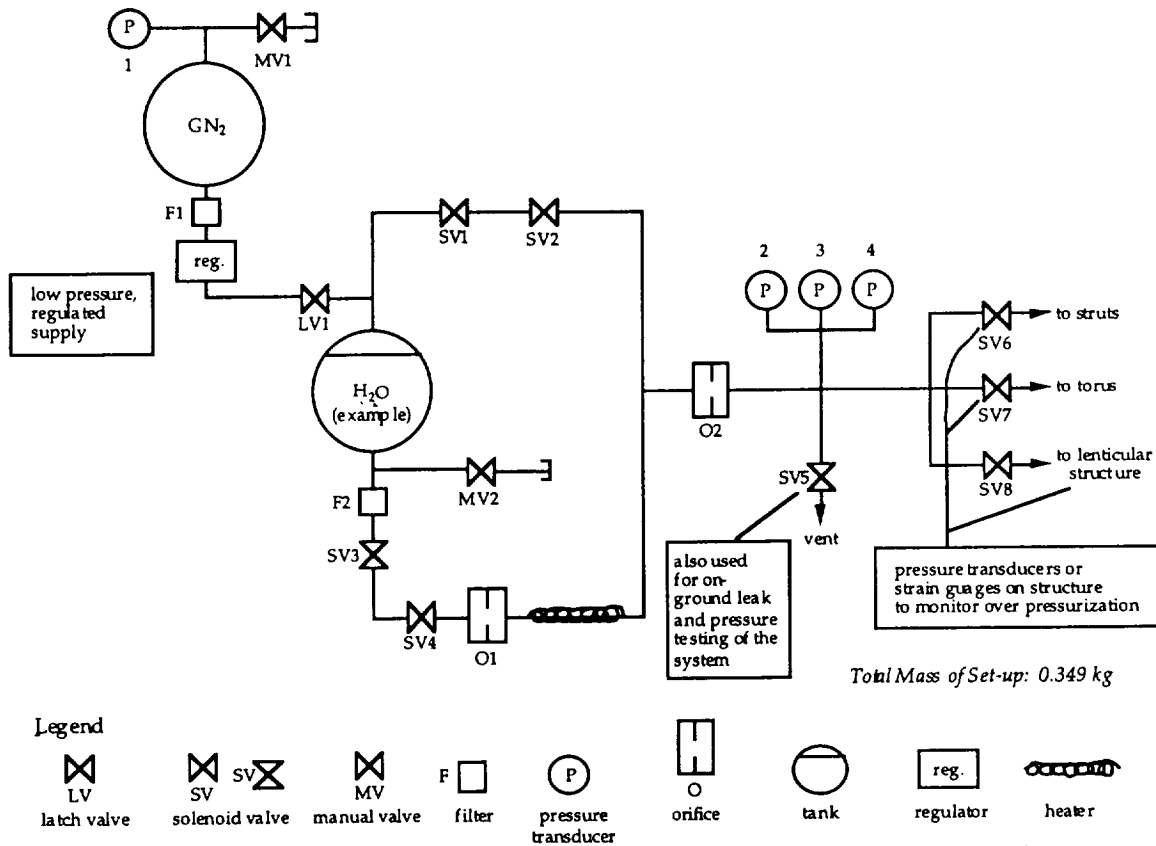 P
1
MV1
GN2
F1
reg.
low pressure,
regulated
supply
LV1
SV1
SV2
H2O
(example)
F2
MV2
SV3
SV4
O1
O2
2
3
4
P
P
P
SV5
vent
also used
for on-
ground leak
and pressure
testing of the
system
SV6
to struts
SV7
to torus
SV8
to lenticular
structure
pressure transducers or
strain guages on structure
to monitor over pressurization
Total Mass of Set-up: 0.349 kg
Legend
LV
latch valve
SV
SV
solenoid valve
MV
manual valve
F
filter
P
pressure
transducer
O
orifice
tank
reg.
regulator
heater